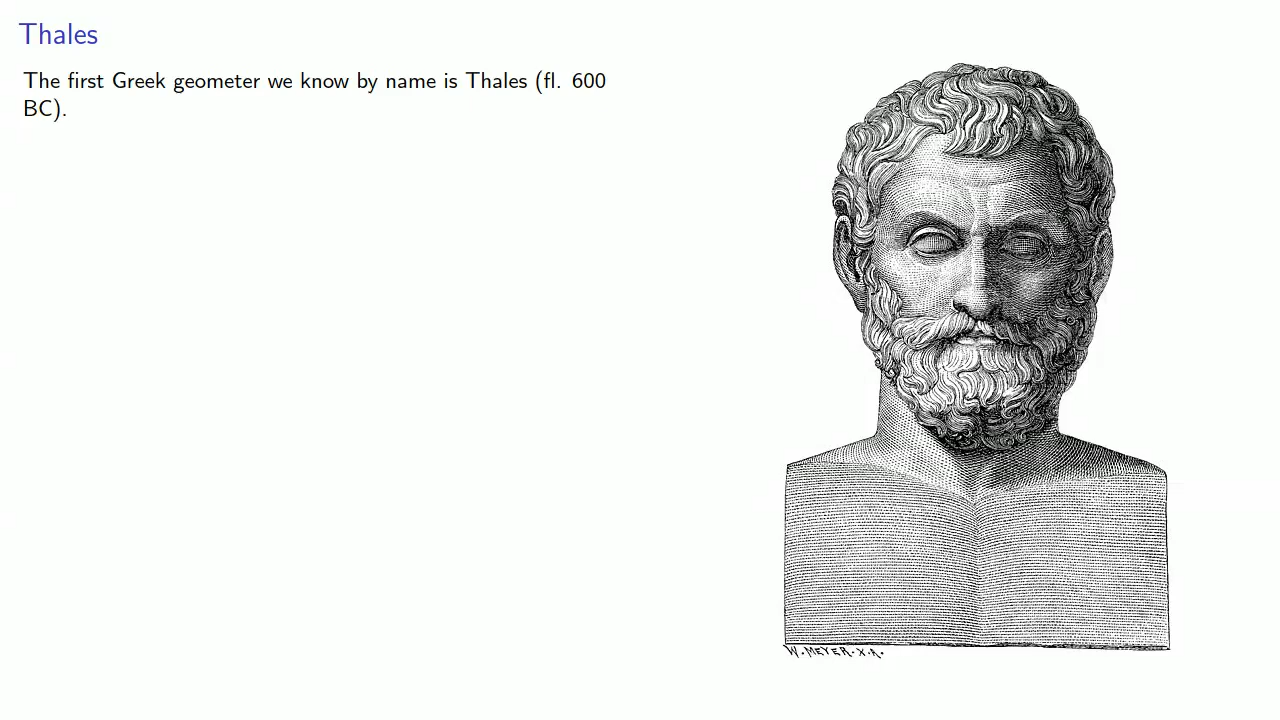 Thales
The first Greek geometer we know by name is Thales (fl. 600
BC).
W. MEYER. X.A.